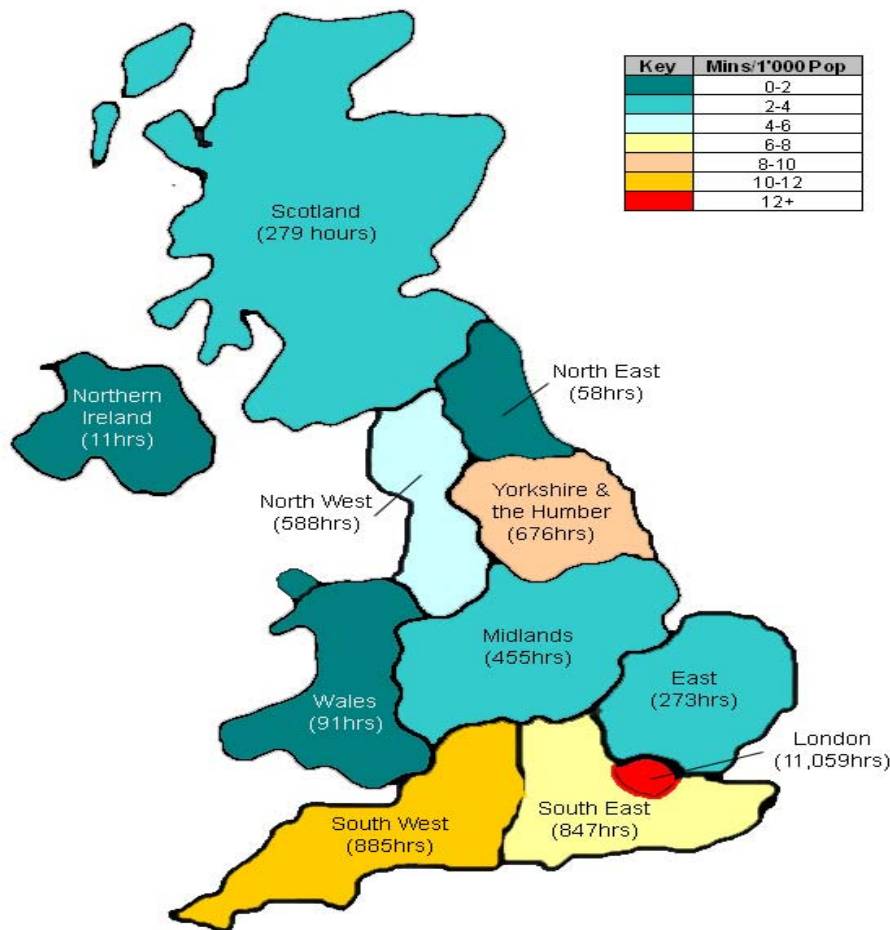 Key Mins/1'000 Pop
0-2
2-4
4-6
6-8
8-10
10-12
12+
Scotland
(279 hours)
North East
(58hrs)
Northern
Ireland
(11hrs)
North West
(588hrs)
Yorkshire &
the Humber
(676hrs)
Midlands
(455hrs)
East
(273hrs)
Wales
(91hrs)
London
(11,059hrs)
South East
(847hrs)
South West
(885hrs)